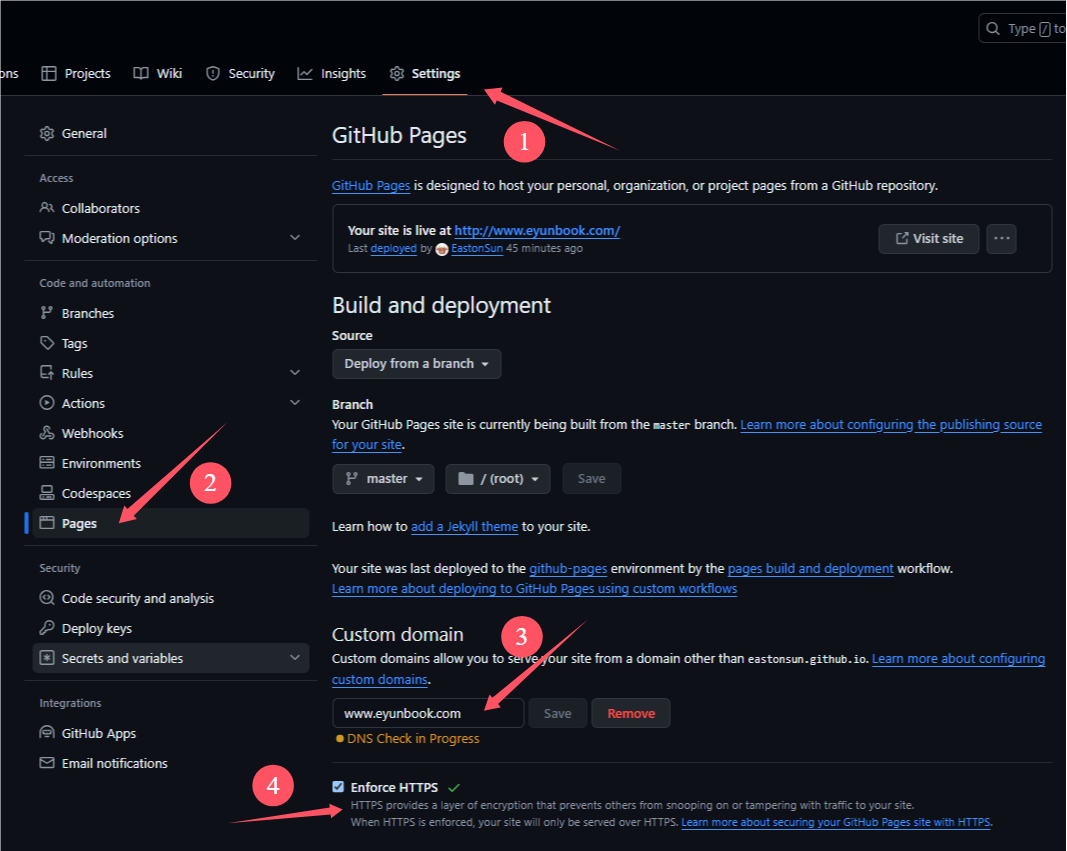 Type / to
ons Projects Wiki Security Insights Settings
1
General
Access
Collaborators
Moderation options
Code and automation
Branches
Tags
Rules
Actions
Webhooks
Environments
Codespaces
Pages
2
Security
Code security and analysis
Deploy keys
Secrets and variables
Integrations
GitHub Apps
Email notifications
GitHub Pages
GitHub Pages is designed to host your personal, organization, or project pages from a GitHub repository.
Your site is live at http://www.eyunbook.com/
Last deployed by EastonSun 45 minutes ago
Visit site
Build and deployment
Source
Deploy from a branch
Branch
Your GitHub Pages site is currently being built from the master branch. Learn more about configuring the publishing source
for your site.
master / (root) Save
Learn how to add a Jekyll theme to your site.
Your site was last deployed to the github-pages environment by the pages build and deployment workflow.
Learn more about deploying to GitHub Pages using custom workflows
Custom domain
3
Custom domains allow you to serve your site from a domain other than eastonsun.github.io. Learn more about configuring
custom domains.
www.eyunbook.com Save Remove
DNS Check in Progress
4
Enforce HTTPS
HTTPS provides a layer of encryption that prevents others from snooping on or tampering with traffic to your site.
When HTTPS is enforced, your site will only be served over HTTPS. Learn more about securing your GitHub Pages site with HTTPS.